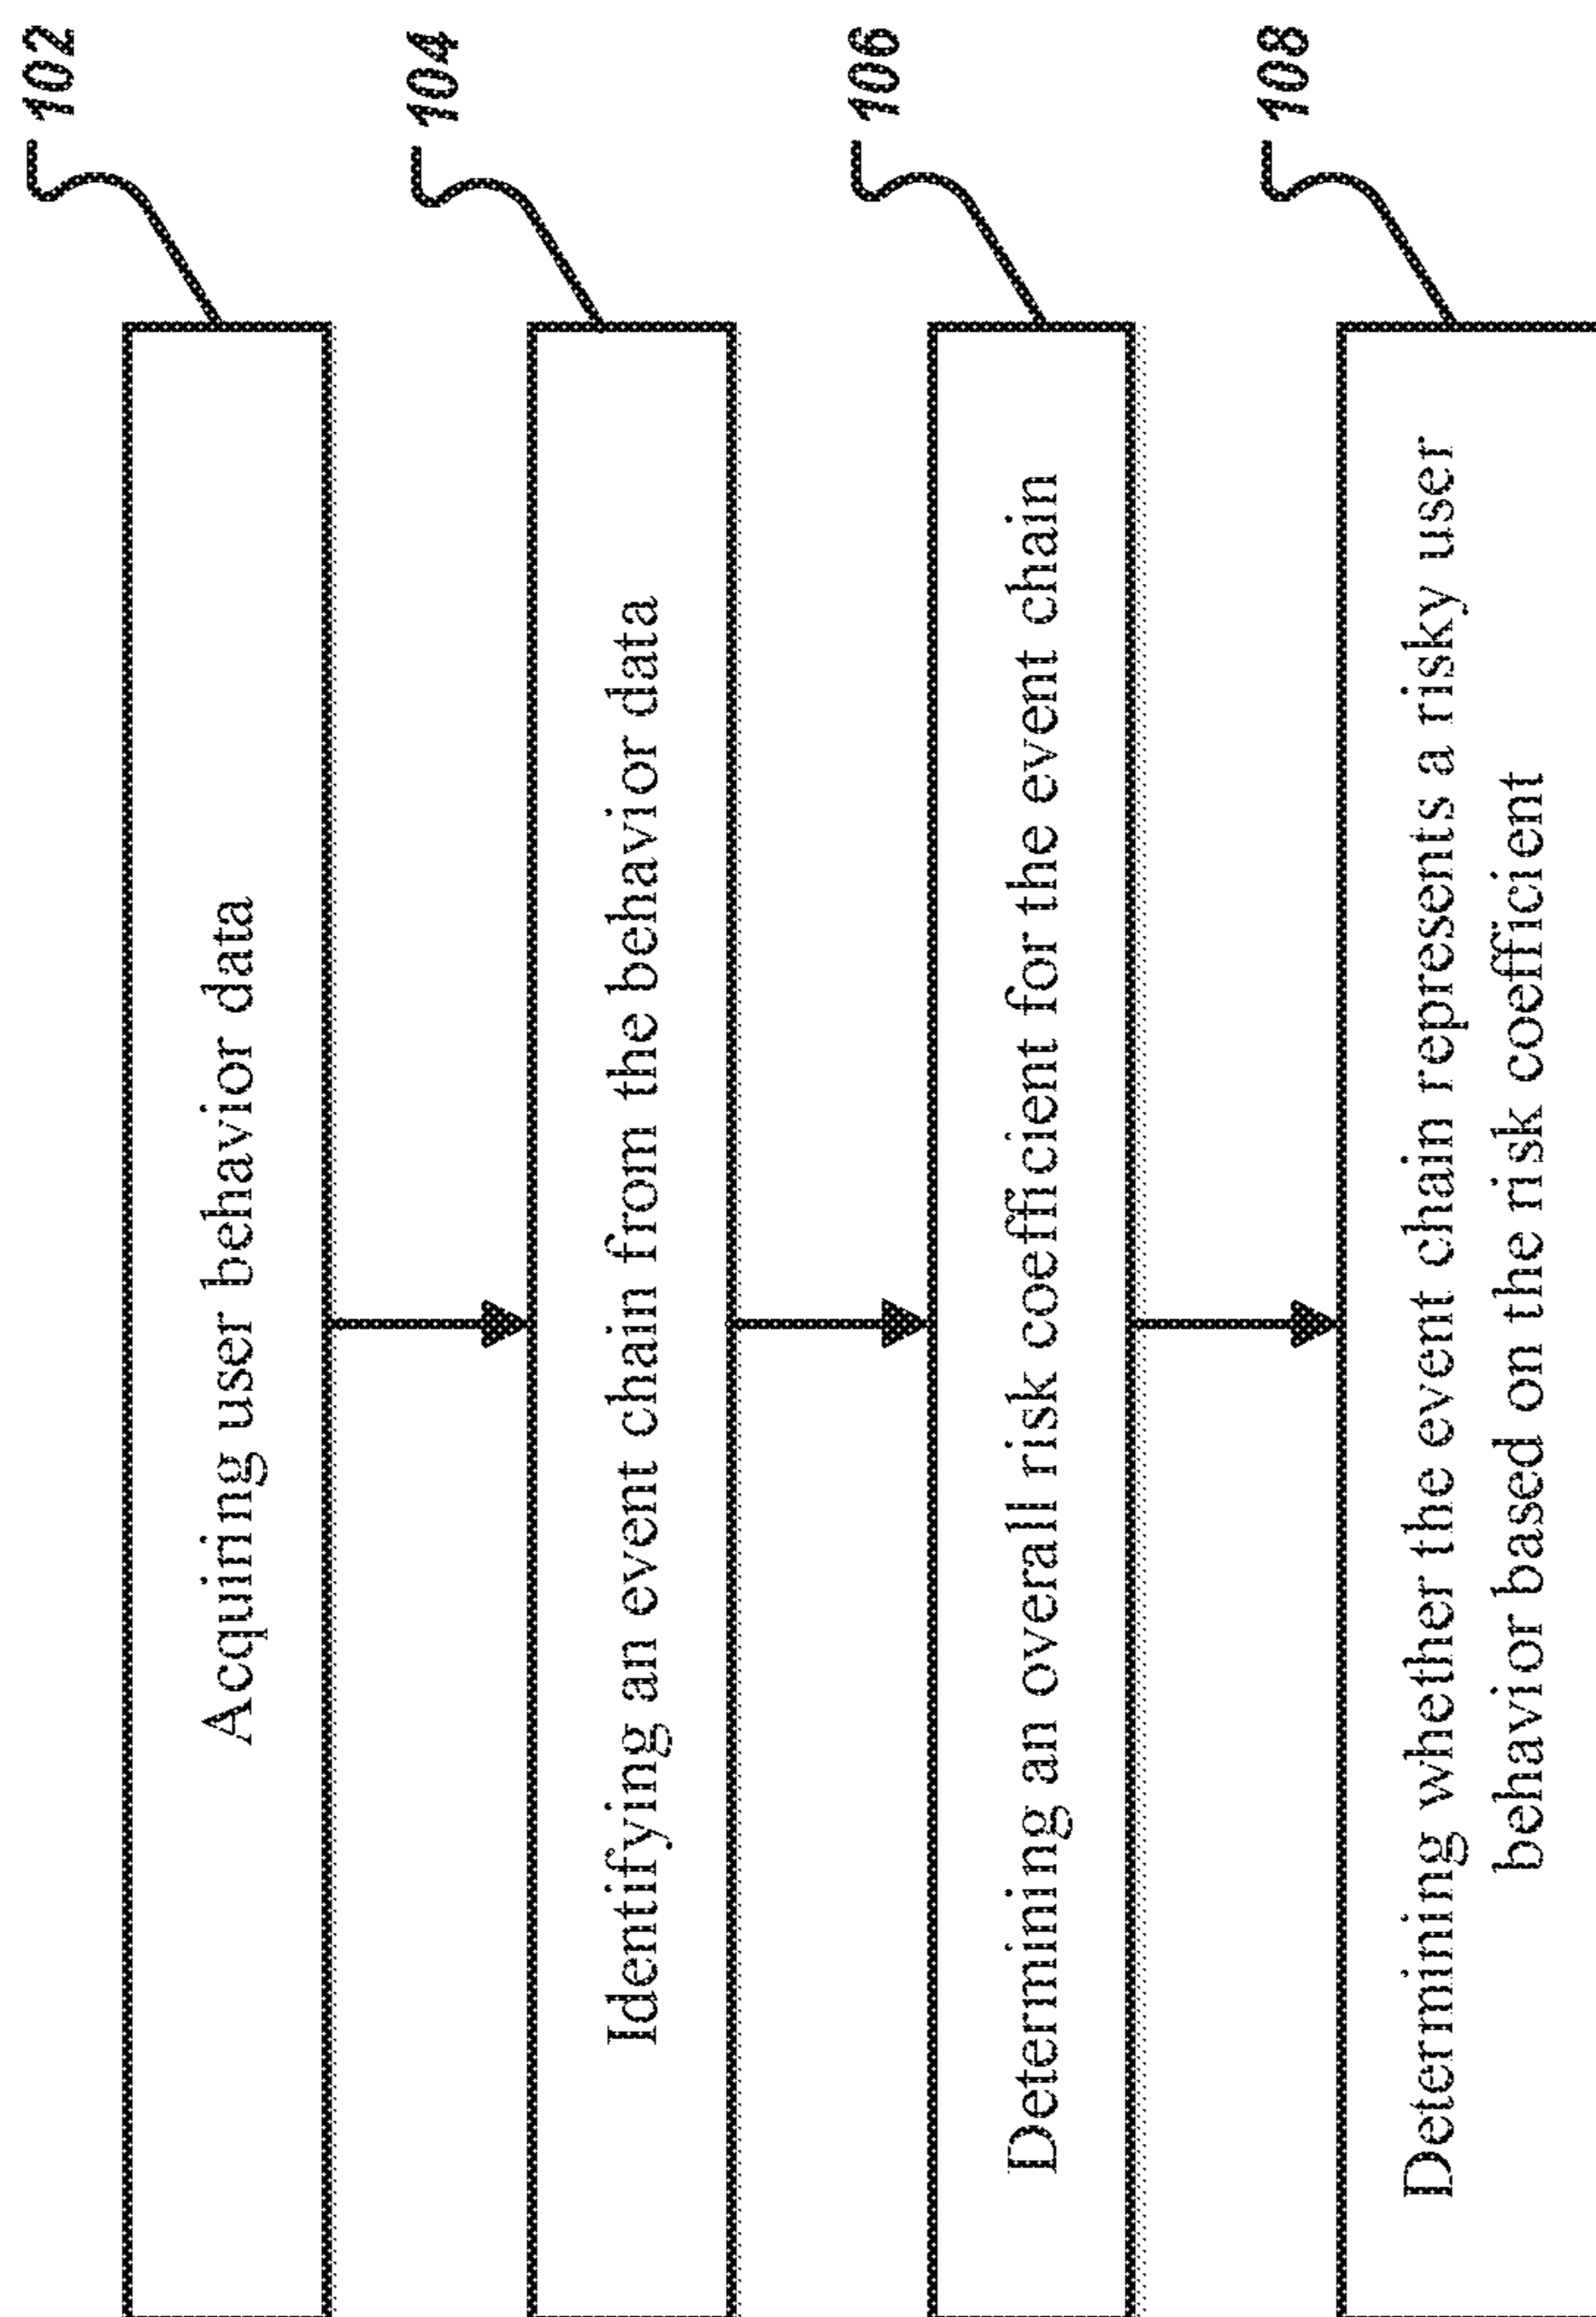 102
Acquiring user behavior data
104
Identifying an event chain from the behavior data
106
Determining an overall risk coefficient for the event chain
108
Determining whether the event chain represents a risky user
behavior based on the risk coefficient